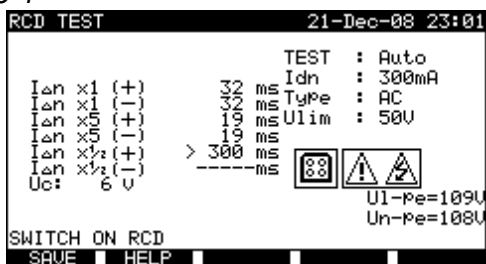 RCD TEST 21-Dec-08 23:01
TEST : Auto
Idn : 300mA
Type : AC
Ulim : 50V
IΔn x1 (+) 32 ms
IΔn x1 (-) 32 ms
IΔn x5 (+) 19 ms
IΔn x5 (-) 19 ms
IΔn x½ (+) > 300 ms
IΔn x½ (-) -----ms
Uc: 6 V
Ul-pe=109V
Un-pe=108V
SWITCH ON RCD
SAVE HELP